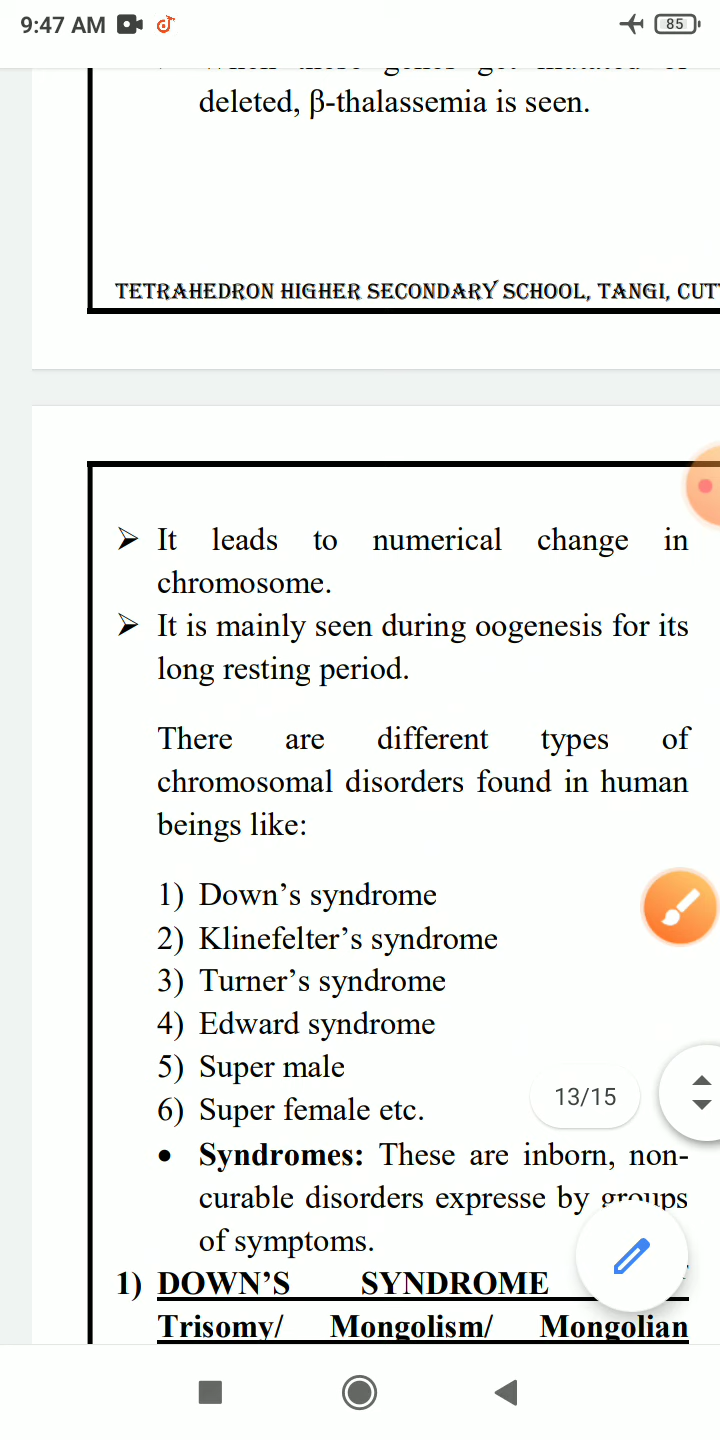 9:47 AM
85
deleted, β-thalassemia is seen.
TETRAHEDRON HIGHER SECONDARY SCHOOL, TANGI, CUT
➢ It leads to numerical change in
chromosome.
➢ It is mainly seen during oogenesis for its
long resting period.
There are different types of
chromosomal disorders found in human
beings like:
1) Down's syndrome
2) Klinefelter's syndrome
3) Turner's syndrome
4) Edward syndrome
5) Super male
13/15
6) Super female etc.
• Syndromes: These are inborn, non-
curable disorders expresse by groups
of symptoms.
1) DOWN'S SYNDROME
Trisomy/ Mongolism/ Mongolian